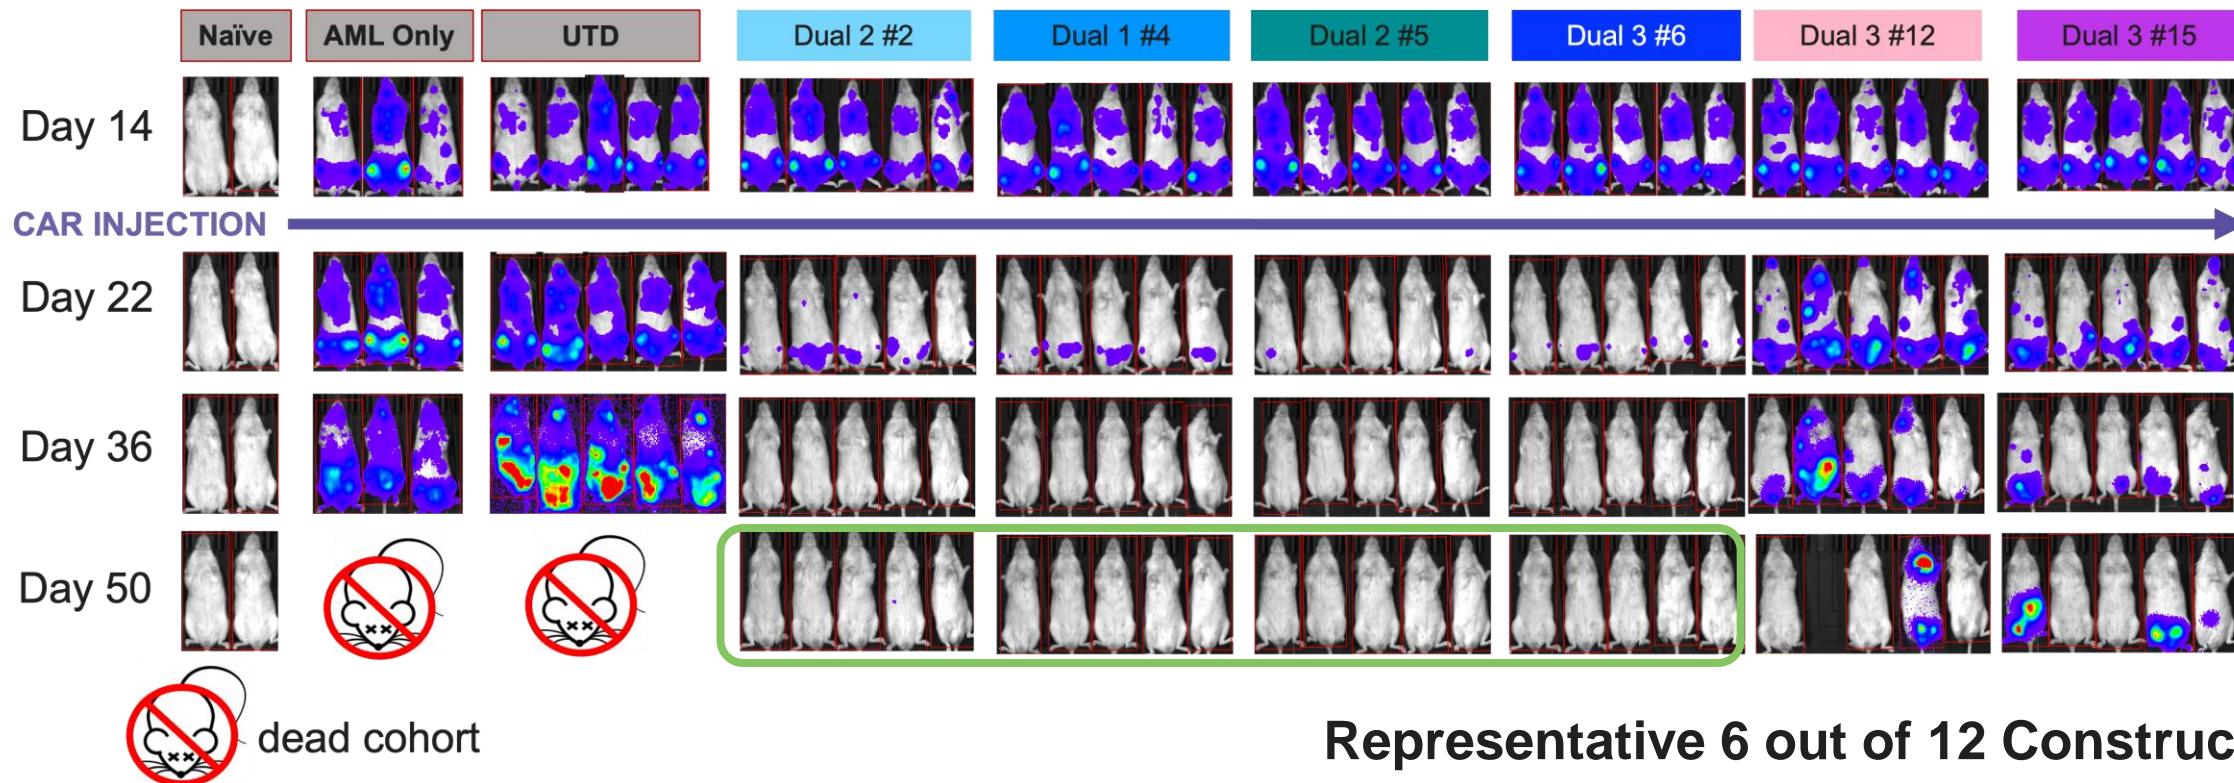 Naïve AML Only UTD Dual 2 #2 Dual 1 #4 Dual 2 #5 Dual 3 #6 Dual 3 #12 Dual 3 #15
Day 14
CAR INJECTION
Day 22
Day 36
Day 50
dead cohort
Representative 6 out of 12 Construc